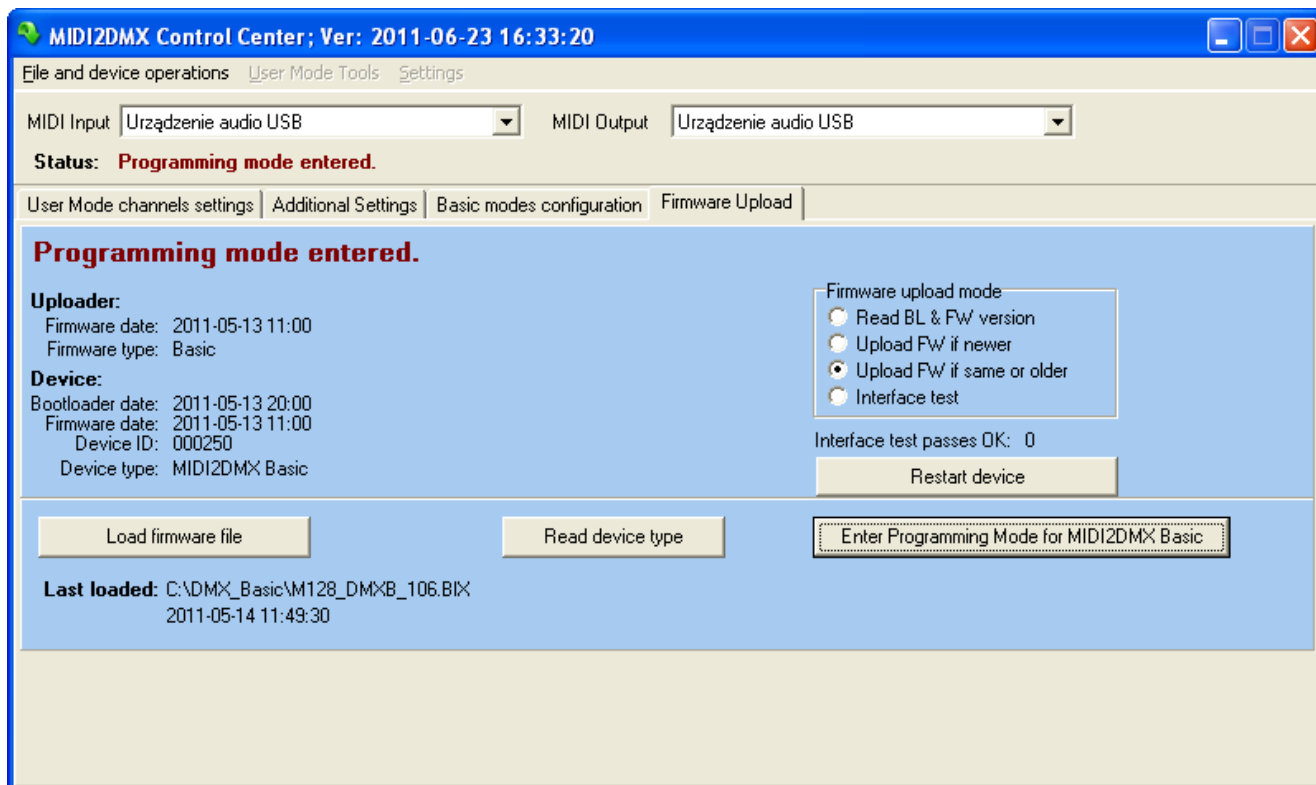 MIDI2DMX Control Center; Ver: 2011-06-23 16:33:20
File and device operations User Mode Tools Settings
MIDI Input Urządzenie audio USB MIDI Output Urządzenie audio USB
Status: Programming mode entered.
User Mode channels settings Additional Settings Basic modes configuration Firmware Upload
Programming mode entered.
Uploader:
Firmware date: 2011-05-13 11:00
Firmware type: Basic
Device:
Bootloader date: 2011-05-13 20:00
Firmware date: 2011-05-13 11:00
Device ID: 000250
Device type: MIDI2DMX Basic
Firmware upload mode
Read BL & FW version
Upload FW if newer
Upload FW if same or older
Interface test
Interface test passes OK: 0
Restart device
Load firmware file Read device type Enter Programming Mode for MIDI2DMX Basic
Last loaded: C:\DMX_Basic\M128_DMXB_106.BIX
2011-05-14 11:49:30